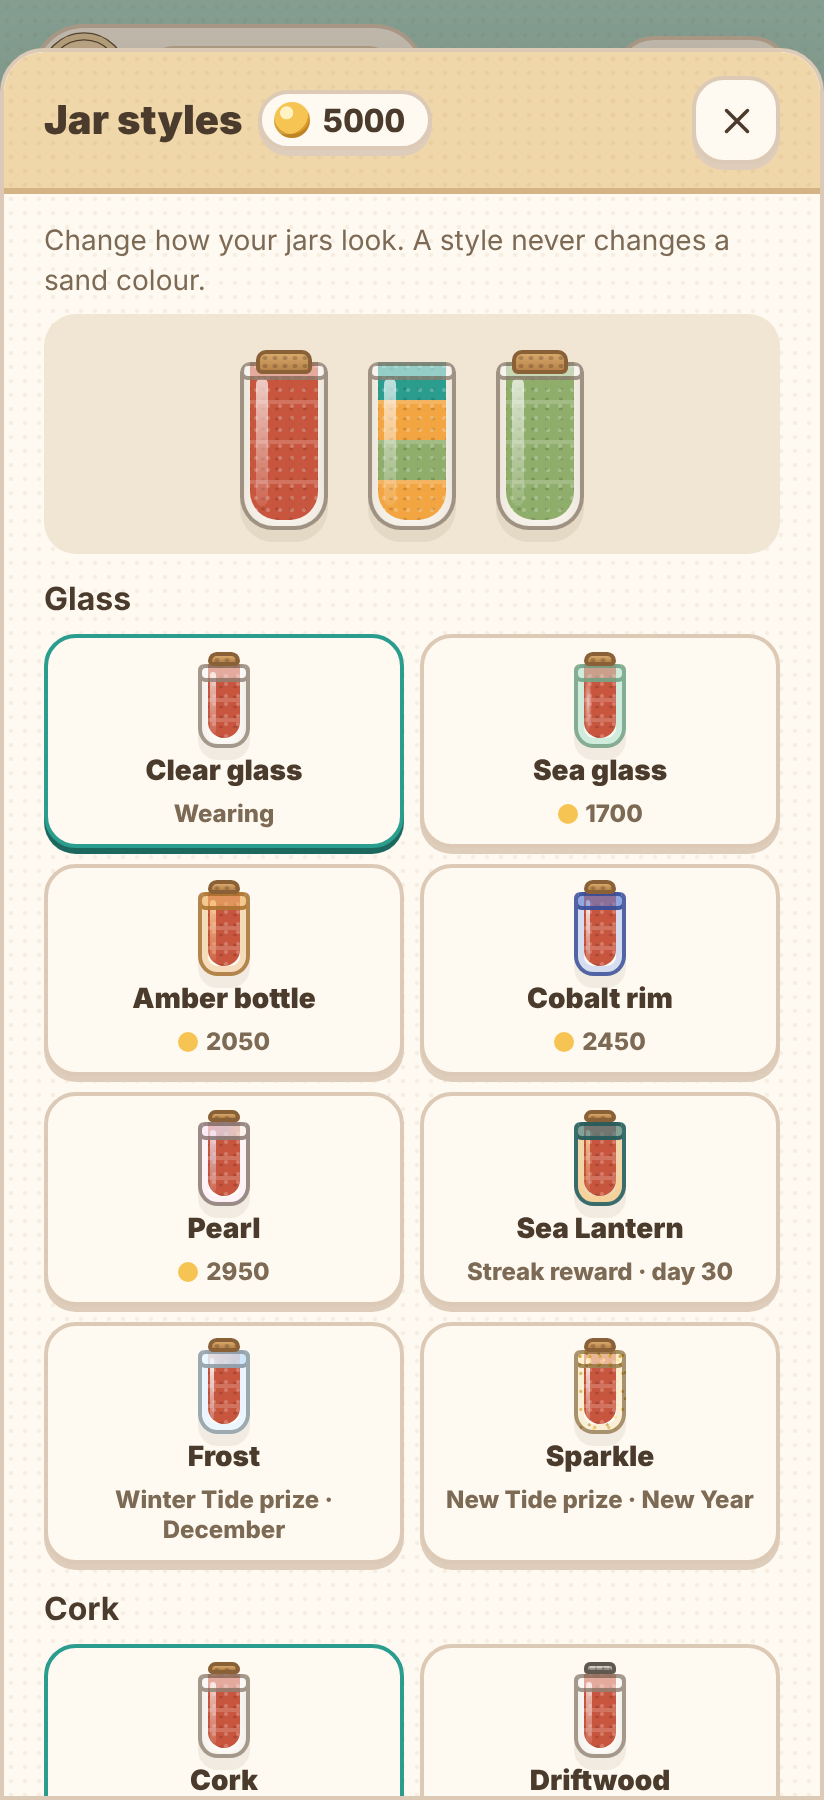 Jar styles
5000
Change how your jars look. A style never changes a
sand colour.
Glass
Clear glass
Wearing
Sea glass
1700
Amber bottle
2050
Cobalt rim
2450
Pearl
2950
Sea Lantern
Streak reward · day 30
Frost
Winter Tide prize ·
December
Sparkle
New Tide prize · New Year
Cork
Cork
Driftwood